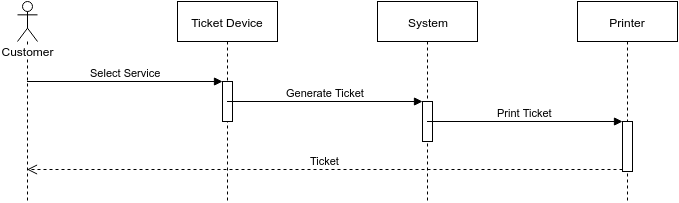 Ticket Device
System
Printer
Customer
Select Service
Generate Ticket
Print Ticket
Ticket